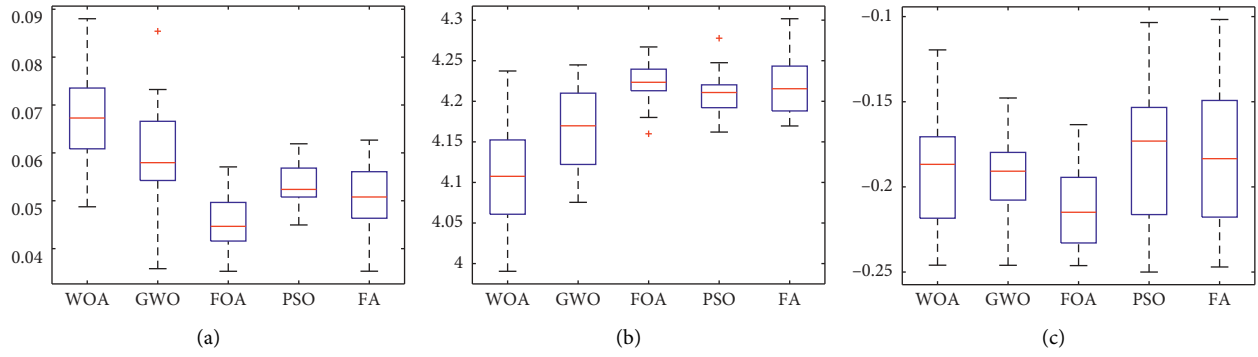 0.09
0.08
0.07
0.06
0.05
0.04
WOA GWO FOA PSO FA
(a)
4.3
4.25
4.2
4.15
4.1
4.05
4
WOA GWO FOA PSO FA
(b)
−0.1
−0.15
−0.2
−0.25
WOA GWO FOA PSO FA
(c)